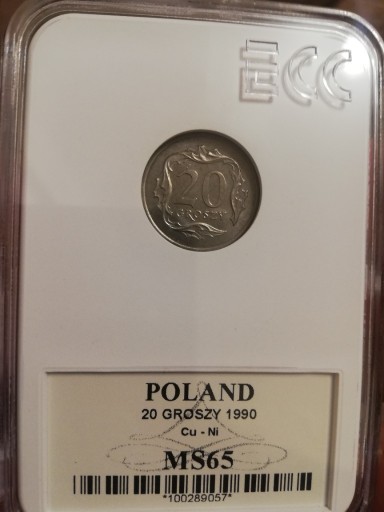 ECC
20
GROSZY
POLAND
20 GROSZY 1990
Cu - Ni
MS65
*100289057*